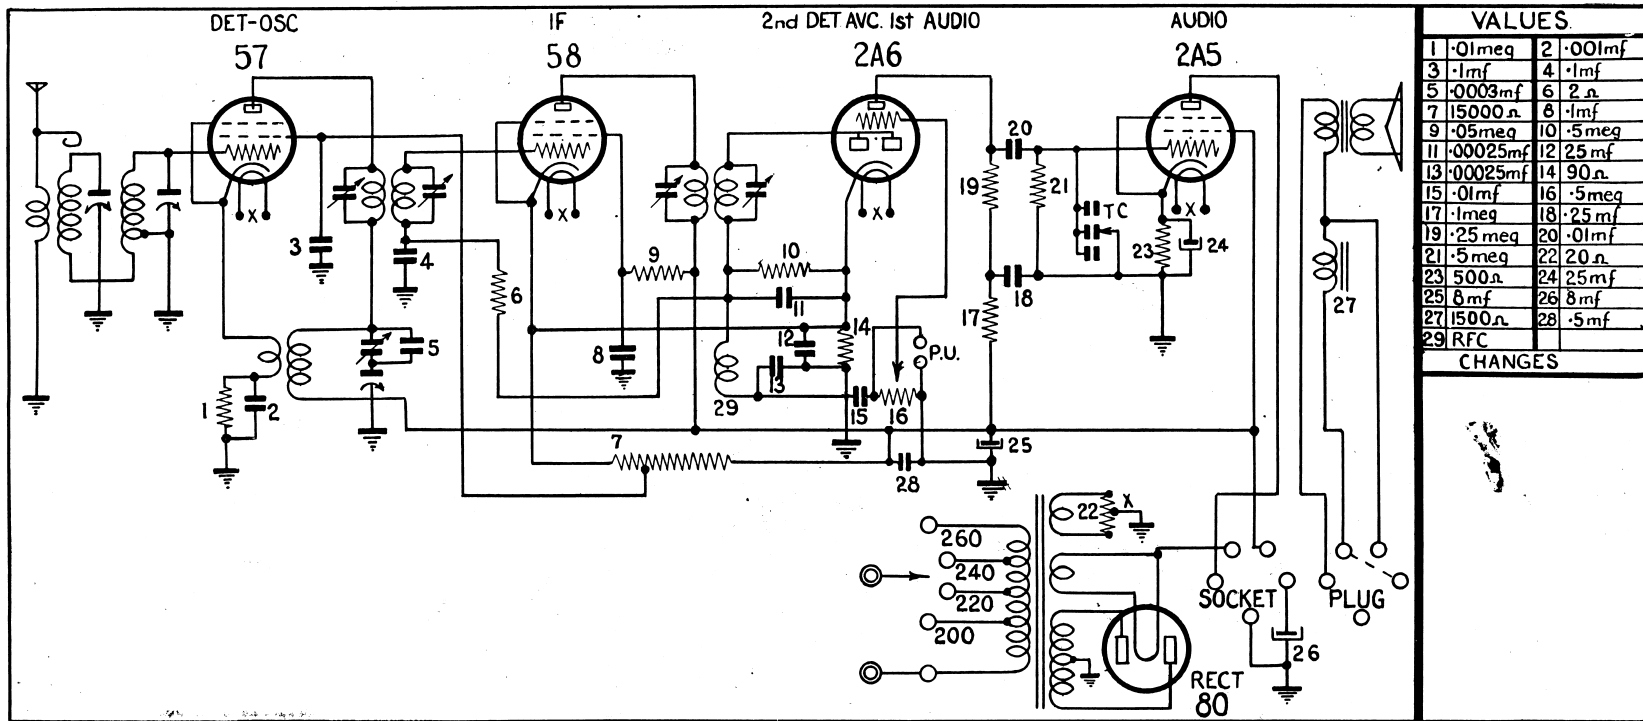 DET-OSC
57
IF
58
2nd DET AVC. 1st AUDIO
2A6
AUDIO
2A5
X
X
X
X
1
2
3
4
5
6
7
8
9
10
11
12
13
14
15
16
17
18
19
20
21
TC
23
24
P.U.
25
27
28
29
22
X
260
240
220
200
SOCKET
PLUG
26
RECT
80
VALUES.
1 ·01meg 2 ·001mf
3 ·1mf 4 ·1mf
5 ·0003mf 6 2Ω
7 15000Ω 8 ·1mf
9 ·05meg 10 ·5meg
11 ·00025mf 12 25mf
13 ·00025mf 14 90Ω
15 ·01mf 16 ·5meg
17 ·1meg 18 ·25mf
19 ·25meg 20 ·01mf
21 ·5meg 22 20Ω
23 500Ω 24 25mf
25 8mf 26 8mf
27 1500Ω 28 ·5mf
29 RFC
CHANGES